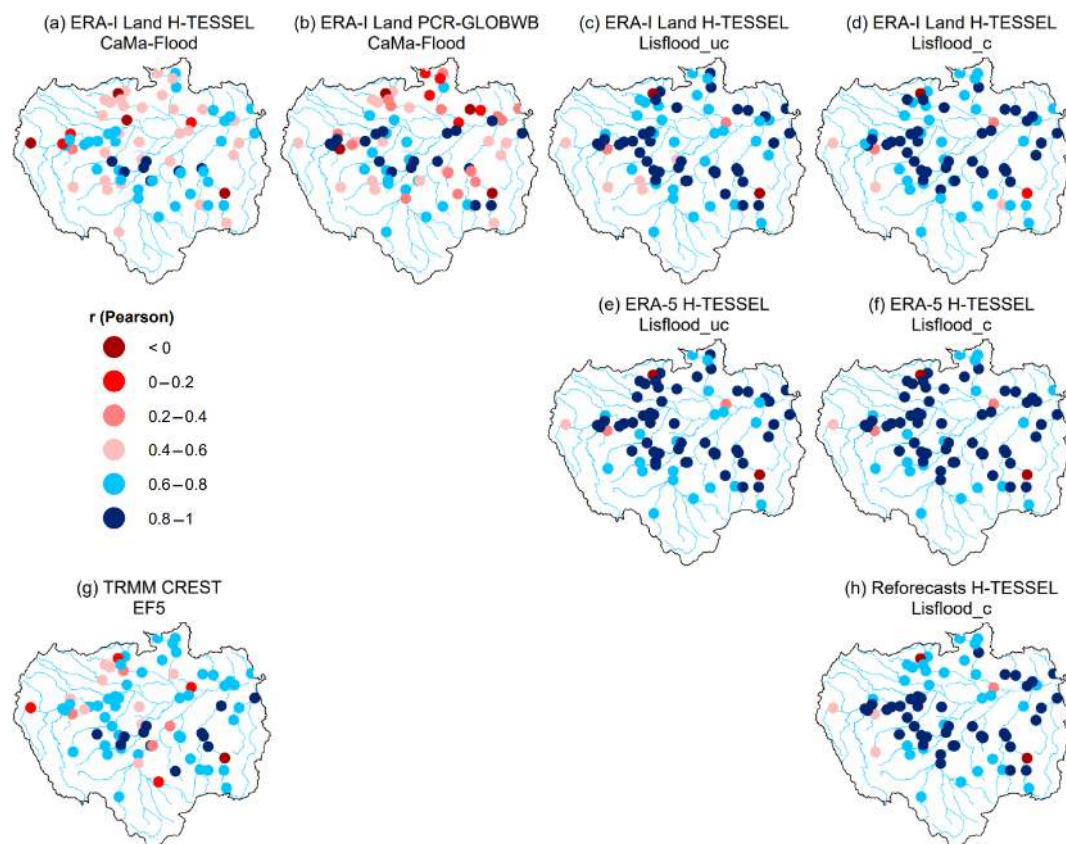 (a) ERA-I Land H-TESSEL
CaMa-Flood
(b) ERA-I Land PCR-GLOBWB
CaMa-Flood
(c) ERA-I Land H-TESSEL
Lisflood_uc
(d) ERA-I Land H-TESSEL
Lisflood_c
r (Pearson)
< 0
0–0.2
0.2–0.4
0.4–0.6
0.6–0.8
0.8–1
(e) ERA-5 H-TESSEL
Lisflood_uc
(f) ERA-5 H-TESSEL
Lisflood_c
(g) TRMM CREST
EF5
(h) Reforecasts H-TESSEL
Lisflood_c